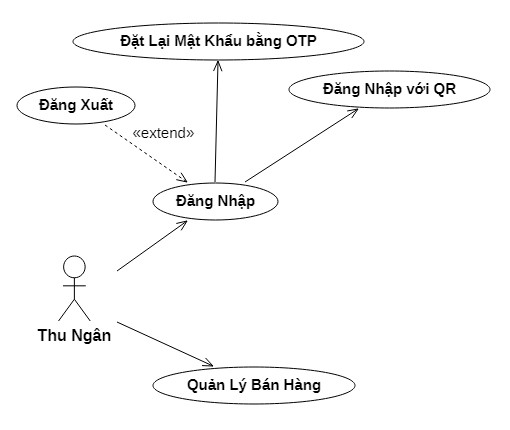 Đặt Lại Mật Khẩu bằng OTP
Đăng Nhập với QR
Đăng Xuất
«extend»
Đăng Nhập
Thu Ngân
Quản Lý Bán Hàng